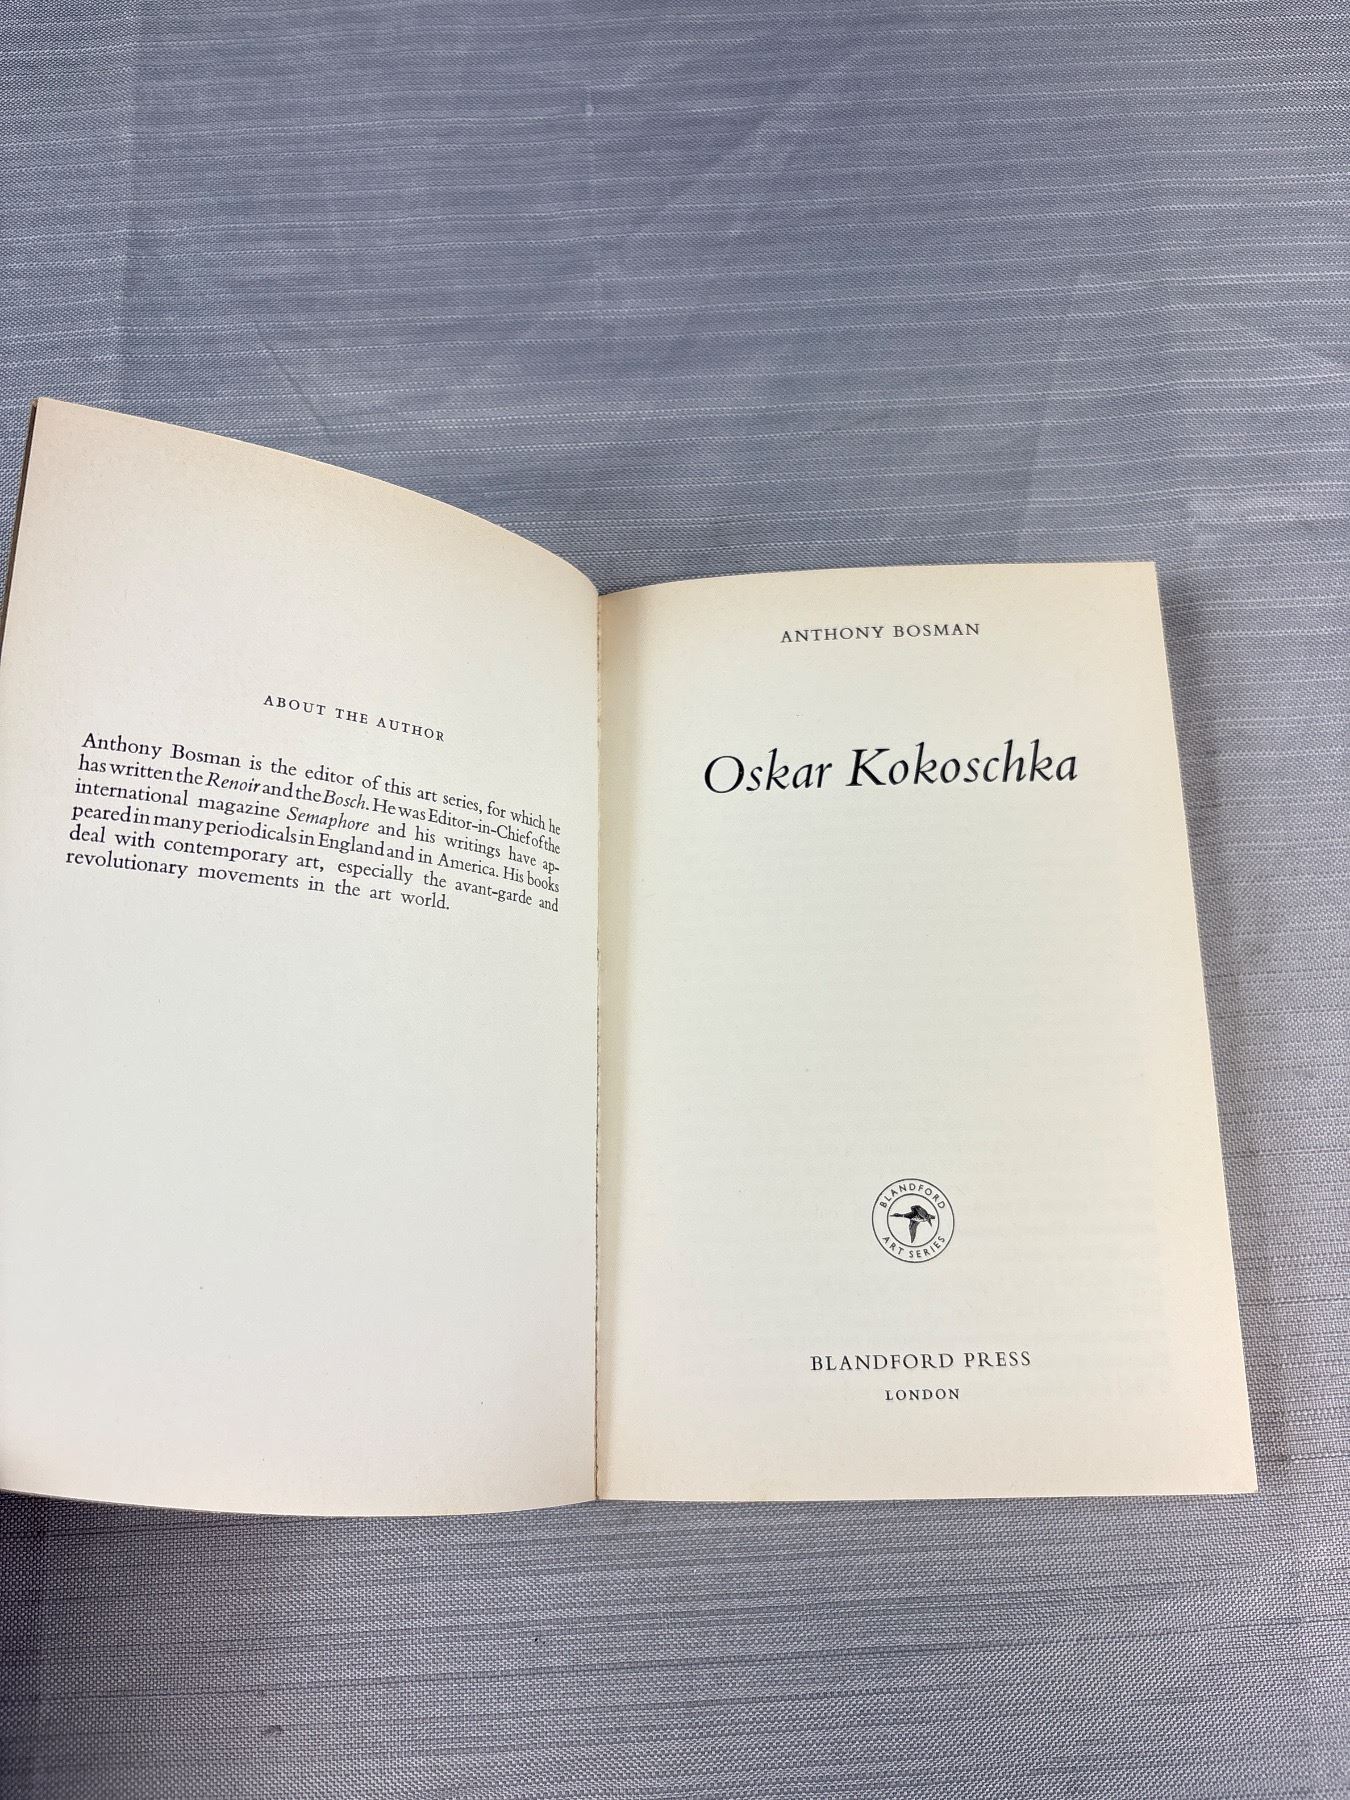 ABOUT THE AUTHOR
Anthony Bosman is the editor of this art series, for which he
has written the Renoir and the Bosch. He was Editor-in-Chief of the
international magazine Semaphore and his writings have ap-
peared in many periodicals in England and in America. His books
deal with contemporary art, especially the avant-garde and
revolutionary movements in the art world.
ANTHONY BOSMAN
Oskar Kokoschka
BLANDFORD
ART SERIES
BLANDFORD PRESS
LONDON